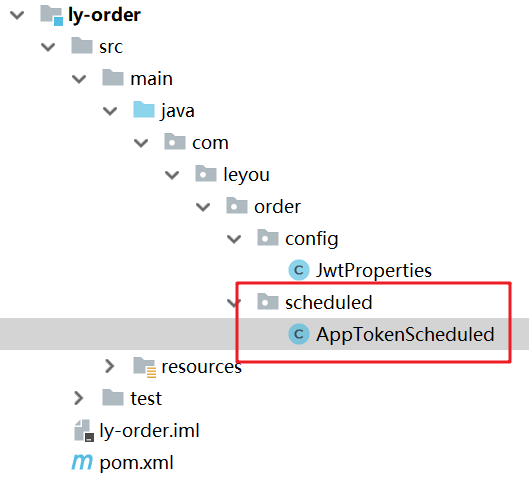 ly-order
src
main
java
com
leyou
order
config
JwtProperties
scheduled
AppTokenScheduled
resources
test
ly-order.iml
pom.xml